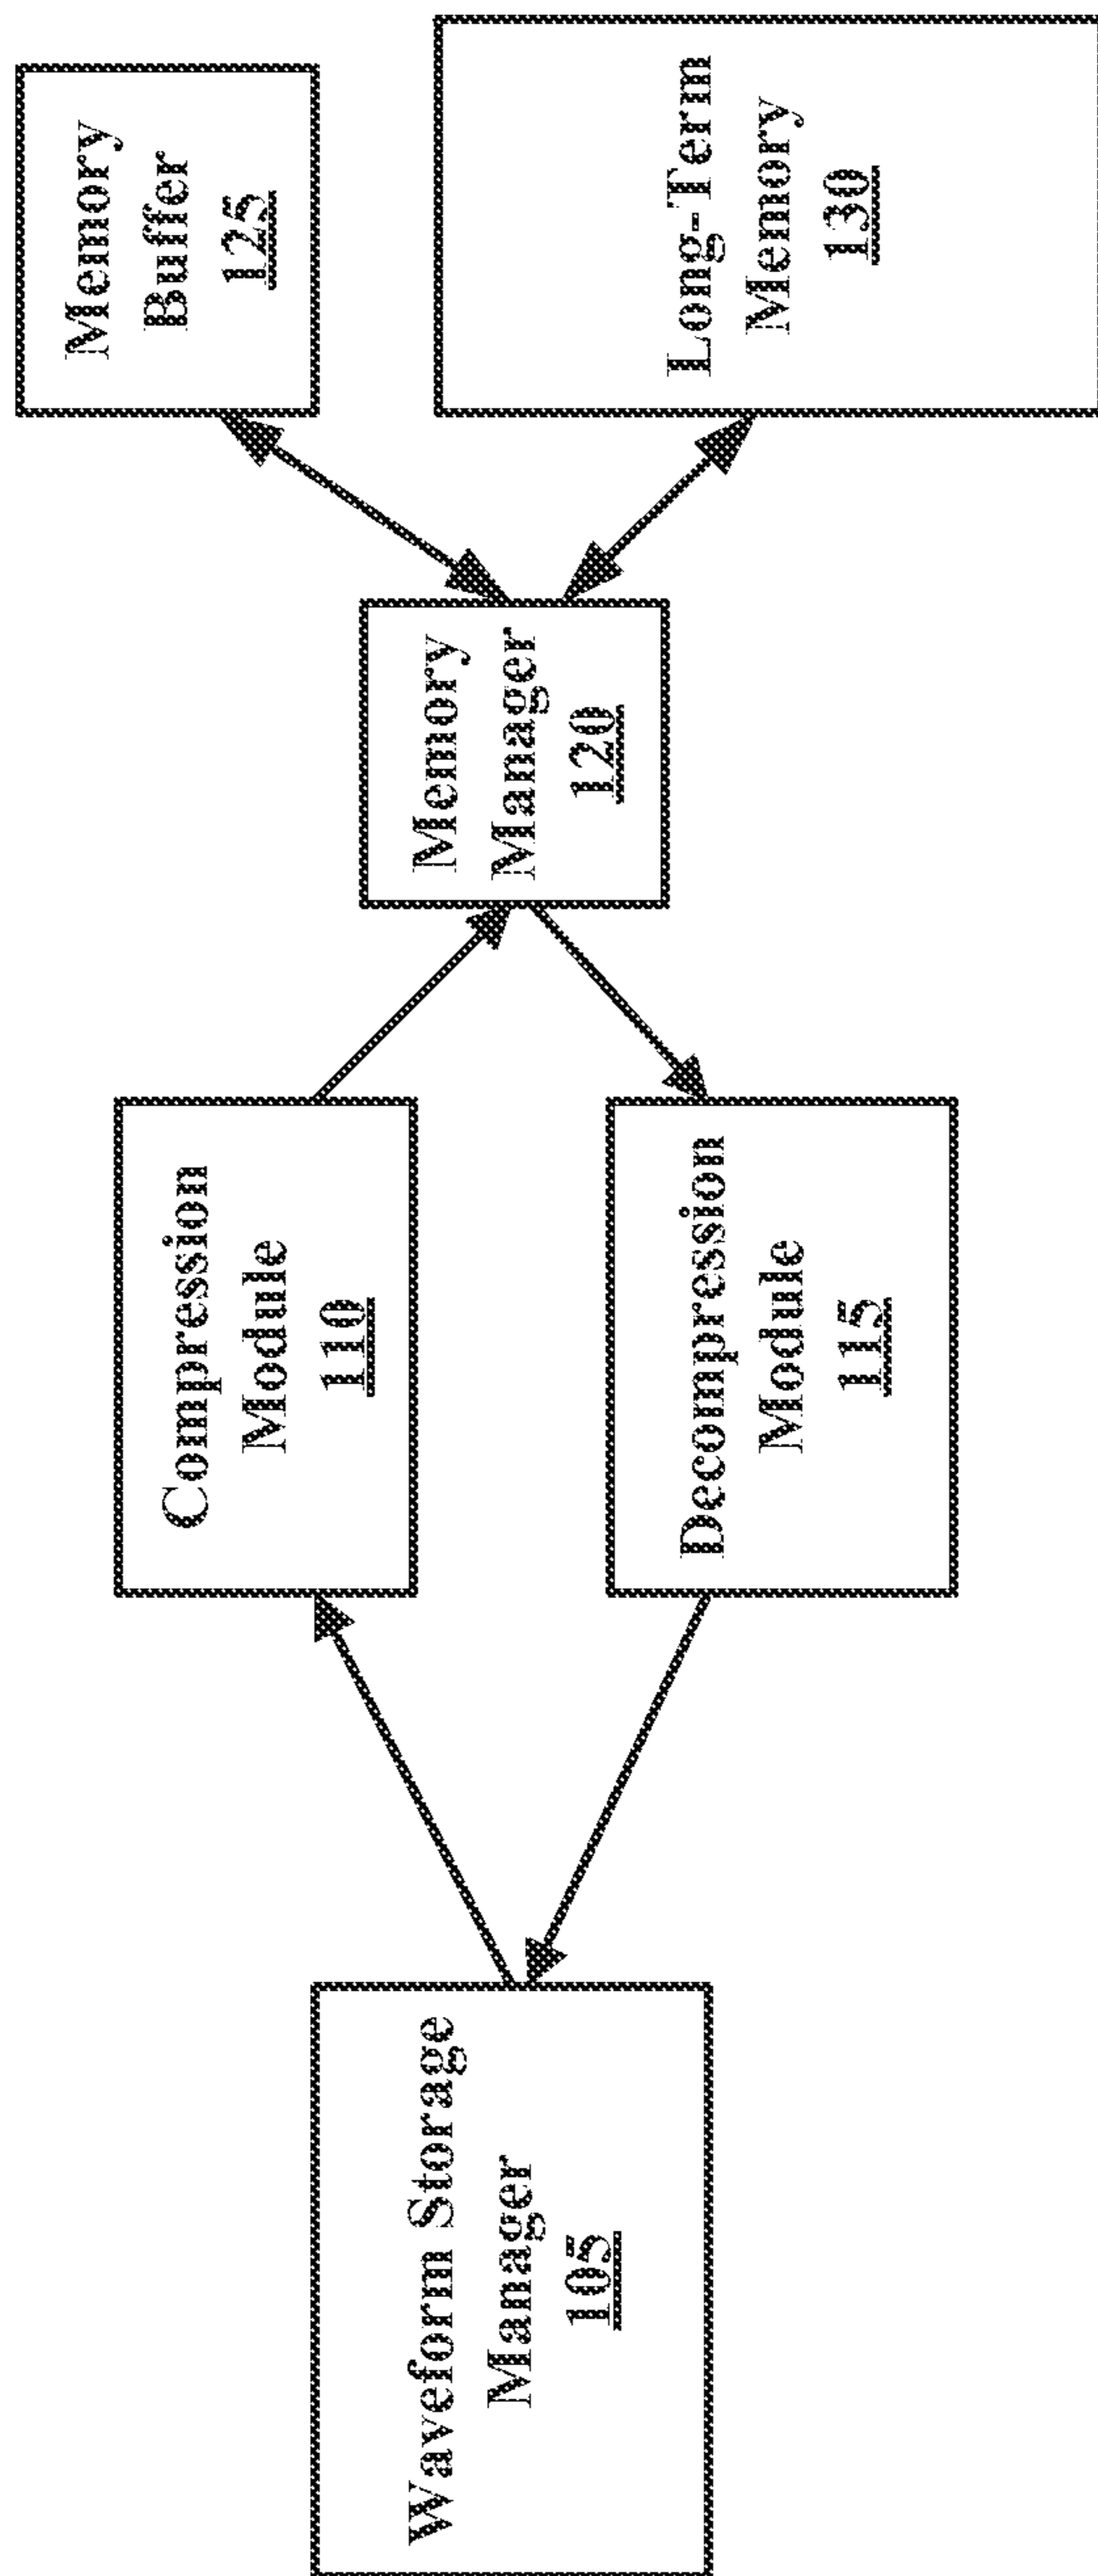 Waveform Storage
Manager
105
Compression
Module
110
Decompression
Module
115
Memory
Manager
120
Memory
Buffer
125
Long-Term
Memory
130